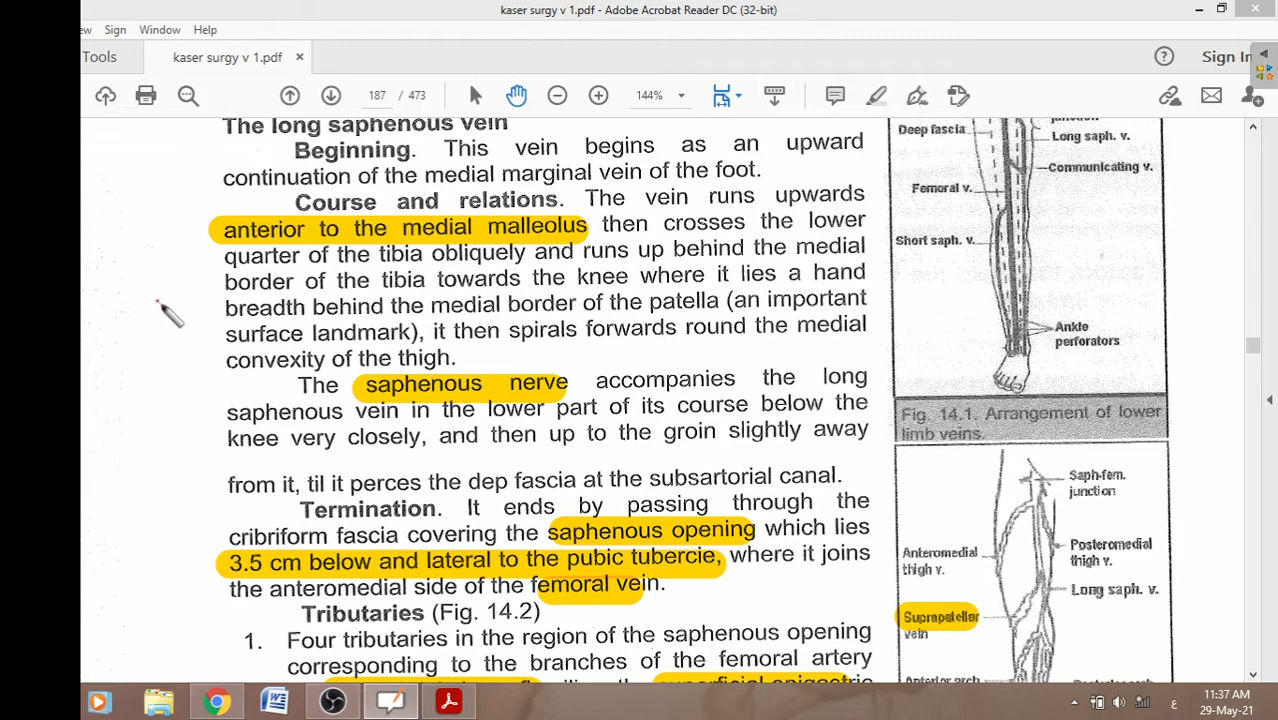 kaser surgy v 1.pdf - Adobe Acrobat Reader DC (32-bit)
ew Sign Window Help
Tools kaser surgy v 1.pdf × Sign In
187 / 473 144%
The long saphenous vein
Beginning. This vein begins as an upward
continuation of the medial marginal vein of the foot.
Course and relations. The vein runs upwards
anterior to the medial malleolus then crosses the lower
quarter of the tibia obliquely and runs up behind the medial
border of the tibia towards the knee where it lies a hand
breadth behind the medial border of the patella (an important
surface landmark), it then spirals forwards round the medial
convexity of the thigh.
The saphenous nerve accompanies the long
saphenous vein in the lower part of its course below the
knee very closely, and then up to the groin slightly away
from it, til it perces the dep fascia at the subsartorial canal.
Termination. It ends by passing through the
cribriform fascia covering the saphenous opening which lies
3.5 cm below and lateral to the pubic tubercie, where it joins
the anteromedial side of the femoral vein.
Tributaries (Fig. 14.2)
1. Four tributaries in the region of the saphenous opening
corresponding to the branches of the femoral artery
superficial epigastric
junction
Deep fascia
Long saph. v.
Communicating v.
Femoral v.
Short saph. v.
Ankle
perforators
Fig. 14.1. Arrangement of lower
limb veins.
Saph-fem.
junction
Anteromedial
thigh v.
Posteromedial
thigh v.
Long saph. v.
Suprapatellar
vein
Anterior arch
11:37 AM
29-May-21
ع